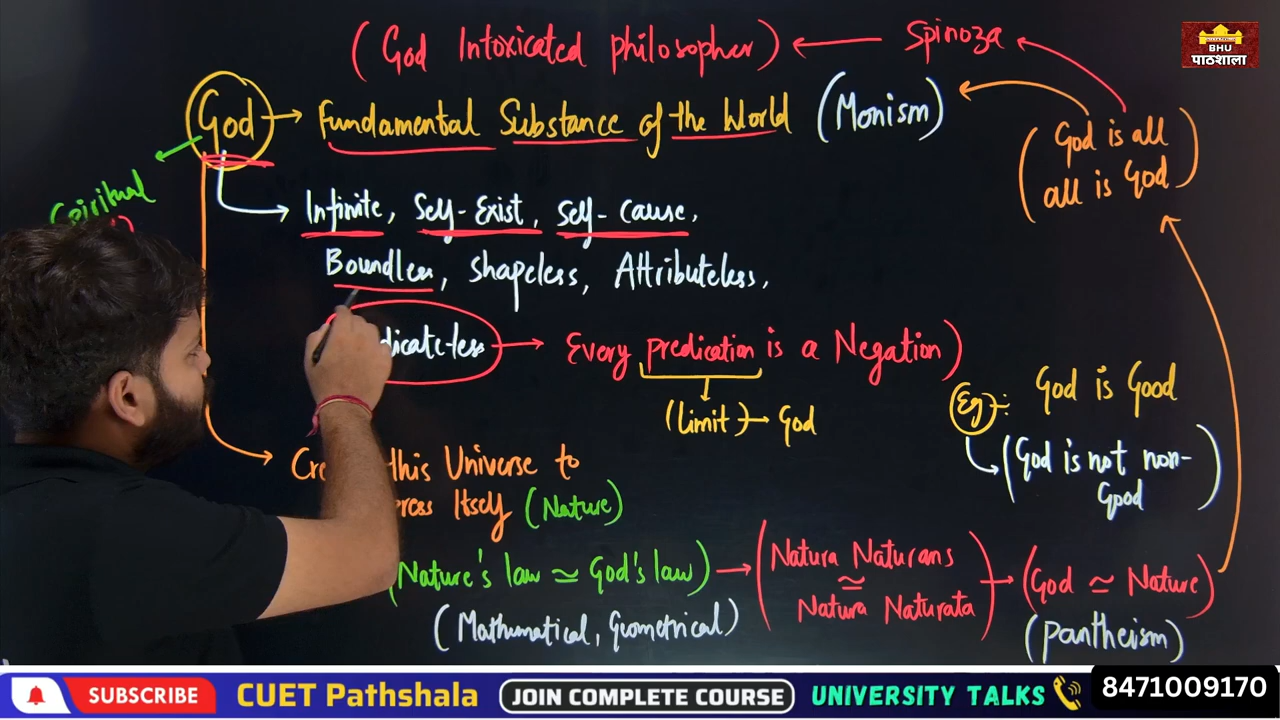 (God Intoxicated philosopher) ← Spinoza
BHU
पाठशाला
God → Fundamental Substance of the World (Monism)
(God is all
all is God)
Spiritual
Infinite, Self-Exist, Self-Cause,
Boundless, Shapeless, Attributeless,
→ Every predication is a Negation)
(Limit) → God
Eg:- God is Good
(God is not non-
Good)
this Universe to
Itself (Nature)
(Nature's law ≃ God's law) → (Natura Naturans
≃
Natura Naturata) → (God ≃ Nature)
(Mathematical, Geometrical)
(Pantheism)
SUBSCRIBE
CUET Pathshala
JOIN COMPLETE COURSE
UNIVERSITY TALKS
8471009170